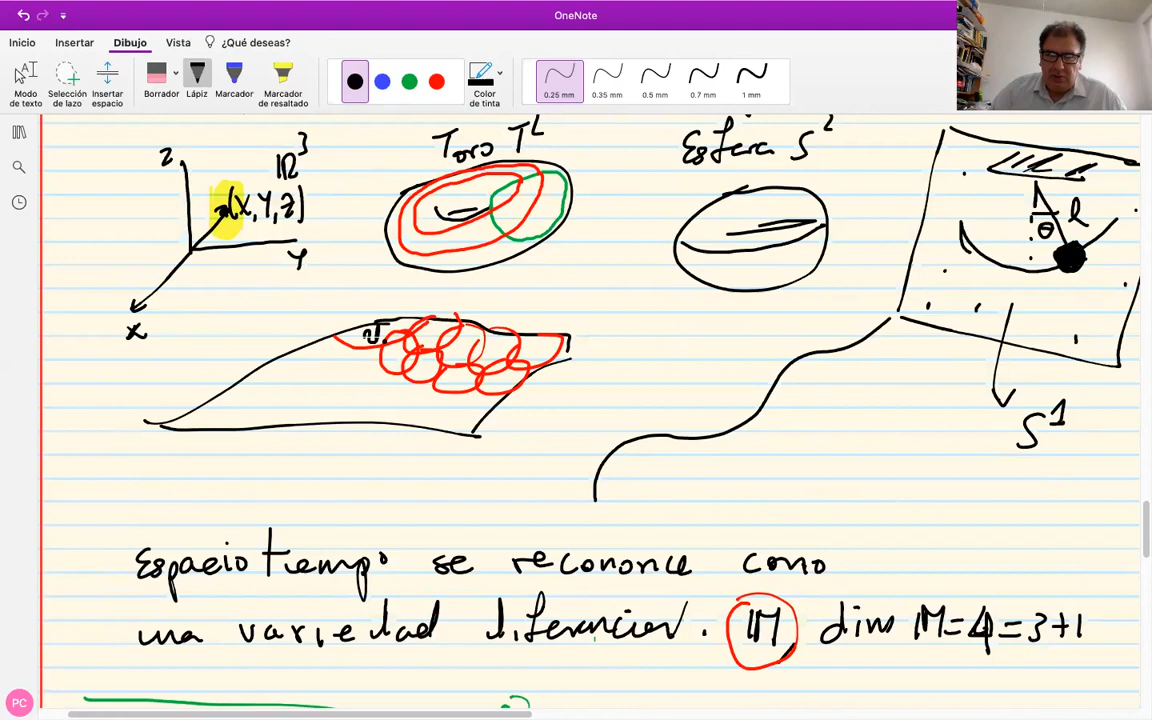 OneNote
Inicio Insertar Dibujo Vista ¿Qué deseas?
Modo de texto
Selección de lazo
Insertar espacio
Borrador
Lápiz
Marcador
Marcador de resaltado
Color de tinta
0.25 mm 0.35 mm 0.5 mm 0.7 mm 1 mm
Z
ℝ³
(X, Y, Z)
Y
X
Toro T²
Esfera S²
θ
l
U
S¹
Espacio tiempo se recononce como
una variedad diferencial. M dim M=4=3+1
PC